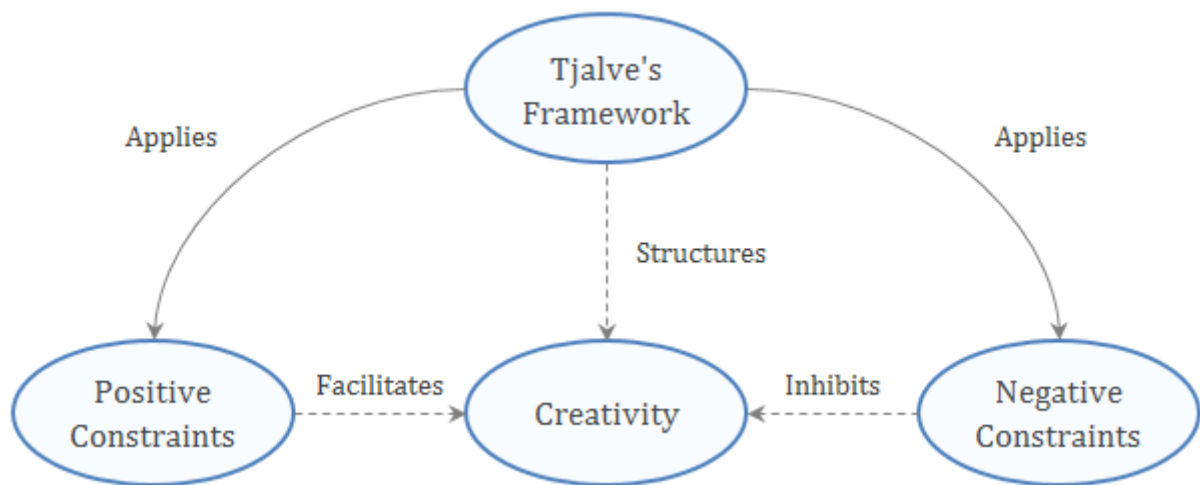 Tjalve's
Framework
Applies
Applies
Structures
Positive
Constraints
Facilitates
Creativity
Inhibits
Negative
Constraints